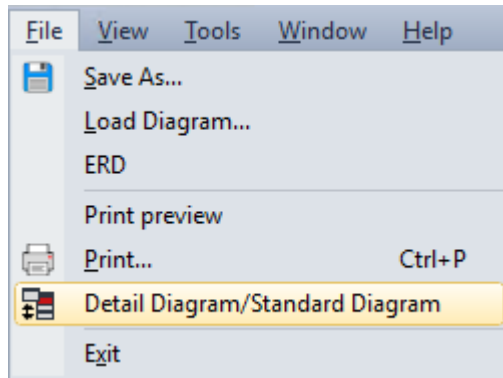 File View Tools Window Help
Save As...
Load Diagram...
ERD
Print preview
Print... Ctrl+P
Detail Diagram/Standard Diagram
Exit